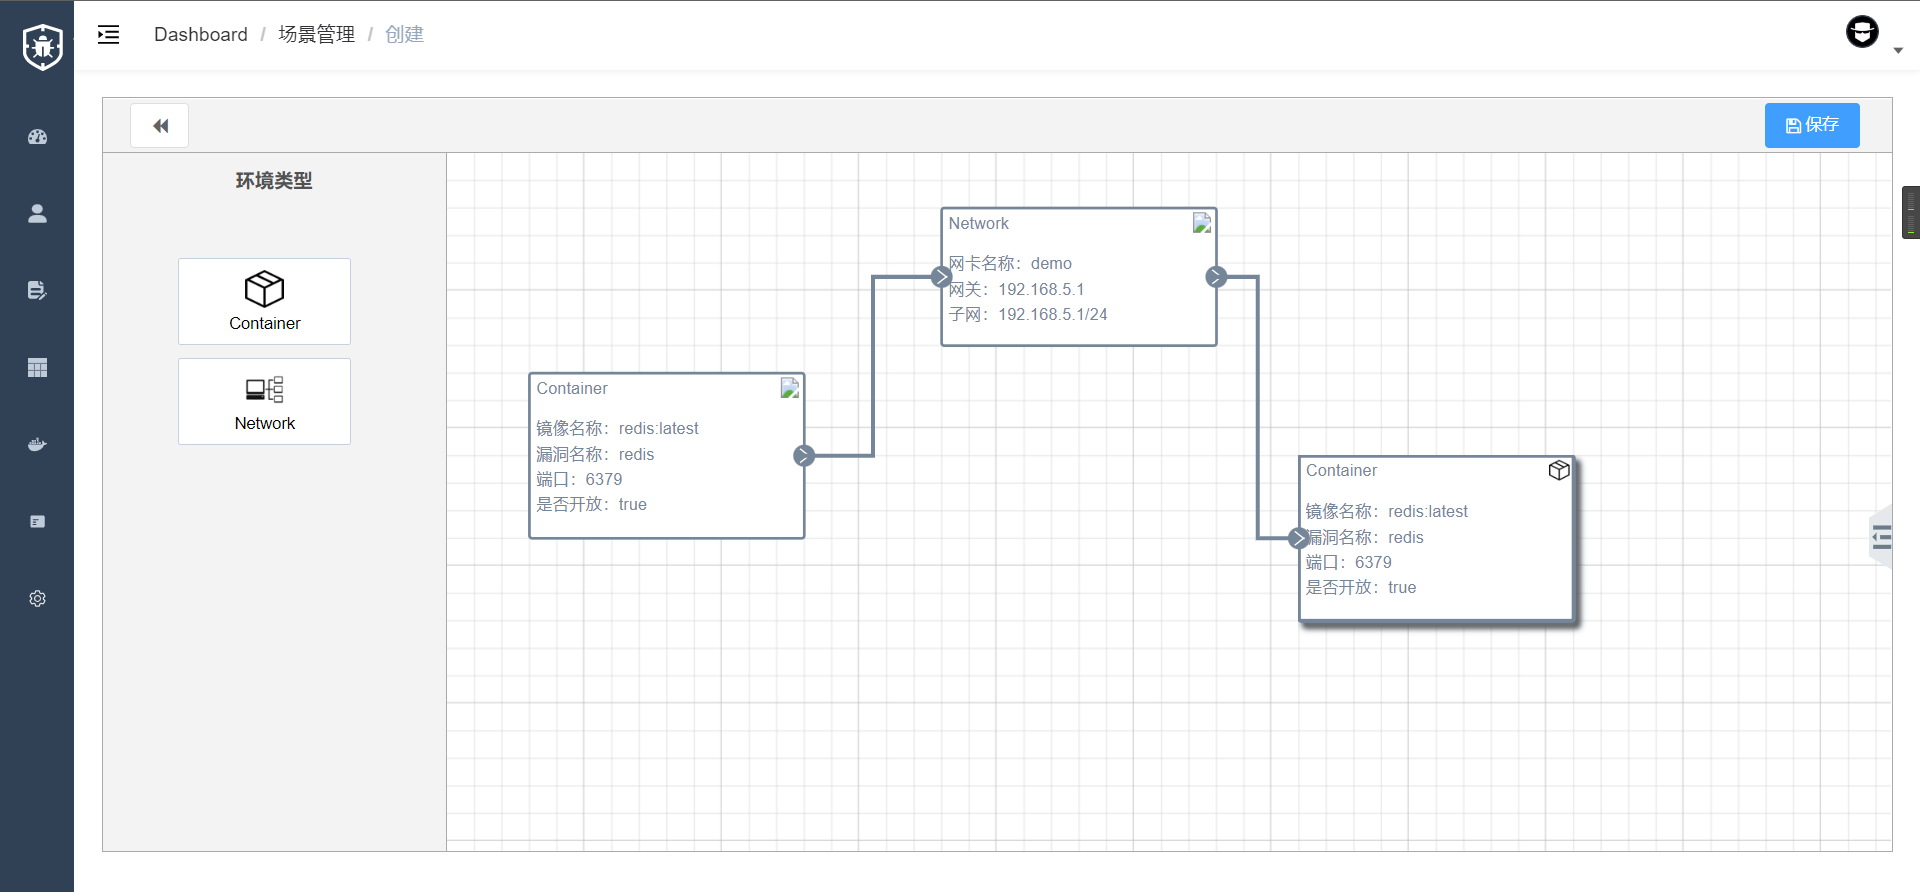 Dashboard / 场景管理 / 创建
保存
环境类型
Container
Network
Network
网卡名称：demo
网关：192.168.5.1
子网：192.168.5.1/24
Container
镜像名称：redis:latest
漏洞名称：redis
端口：6379
是否开放：true
Container
镜像名称：redis:latest
漏洞名称：redis
端口：6379
是否开放：true